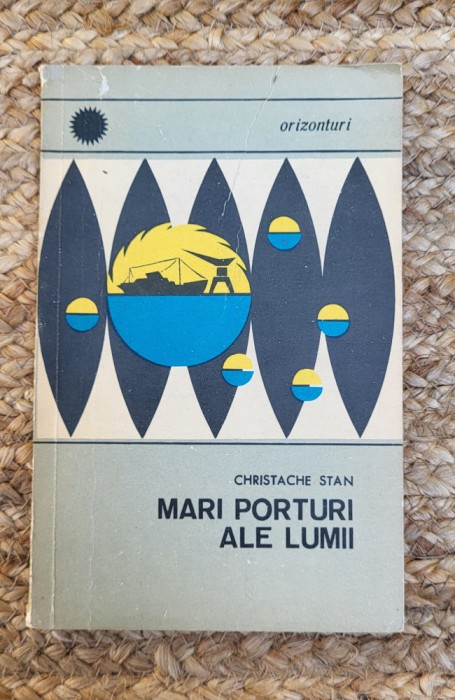 orizonturi
CHRISTACHE STAN
MARI PORTURI
ALE LUMII